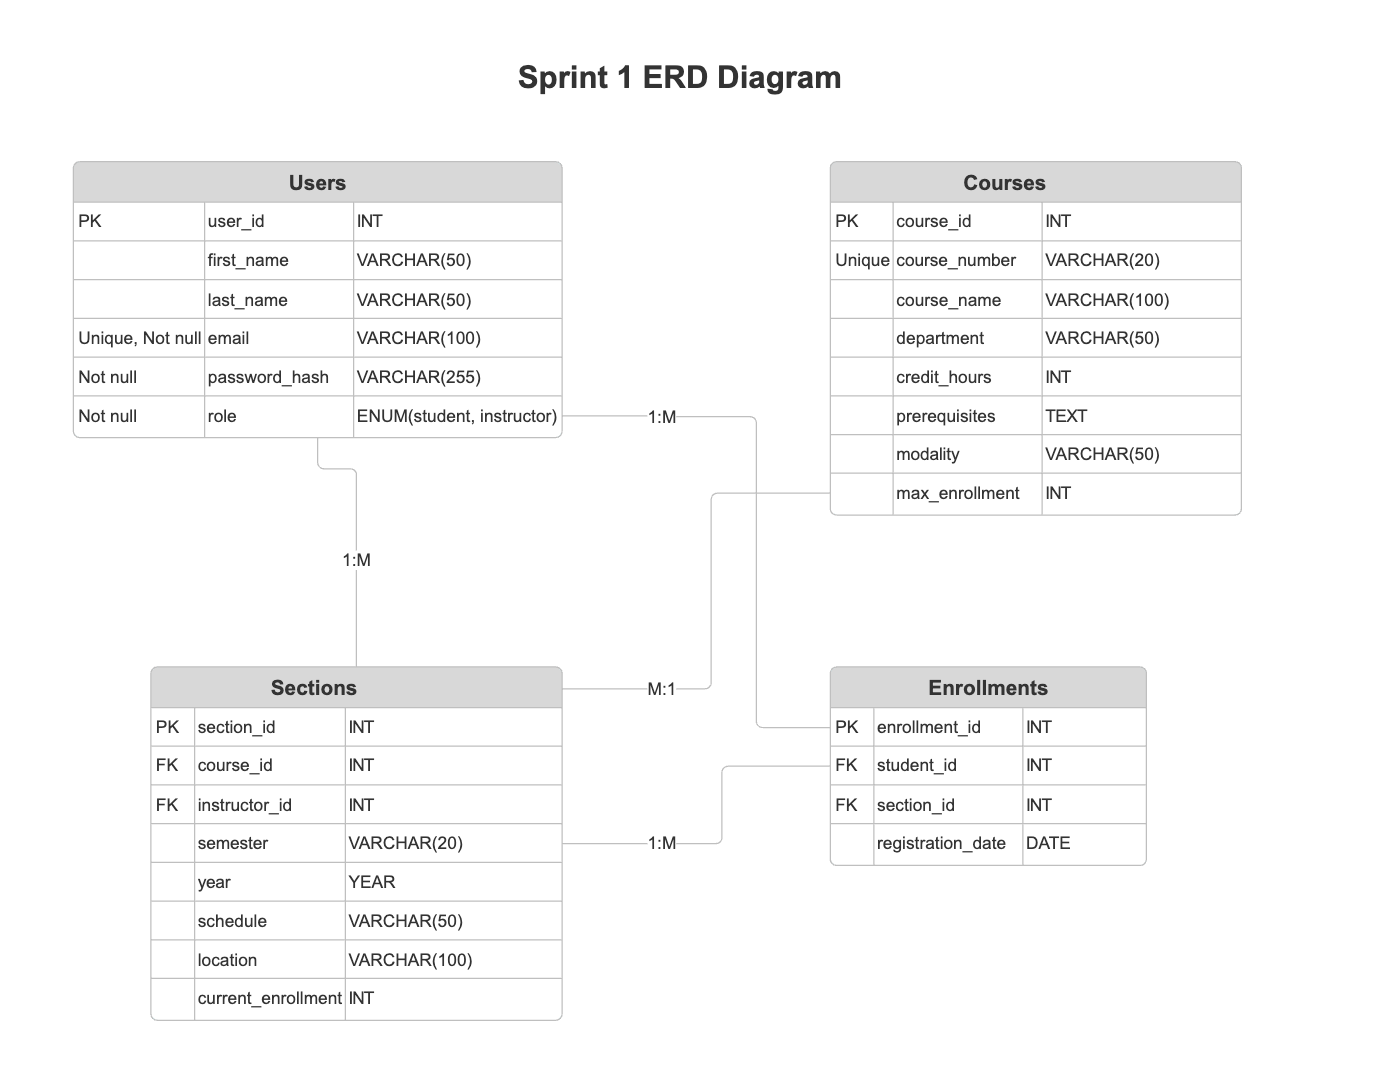 Sprint 1 ERD Diagram
Users
PK user_id INT
first_name VARCHAR(50)
last_name VARCHAR(50)
Unique, Not null email VARCHAR(100)
Not null password_hash VARCHAR(255)
Not null role ENUM(student, instructor)
Courses
PK course_id INT
Unique course_number VARCHAR(20)
course_name VARCHAR(100)
department VARCHAR(50)
credit_hours INT
prerequisites TEXT
modality VARCHAR(50)
max_enrollment INT
1:M
1:M
M:1
1:M
Sections
PK section_id INT
FK course_id INT
FK instructor_id INT
semester VARCHAR(20)
year YEAR
schedule VARCHAR(50)
location VARCHAR(100)
current_enrollment INT
Enrollments
PK enrollment_id INT
FK student_id INT
FK section_id INT
registration_date DATE